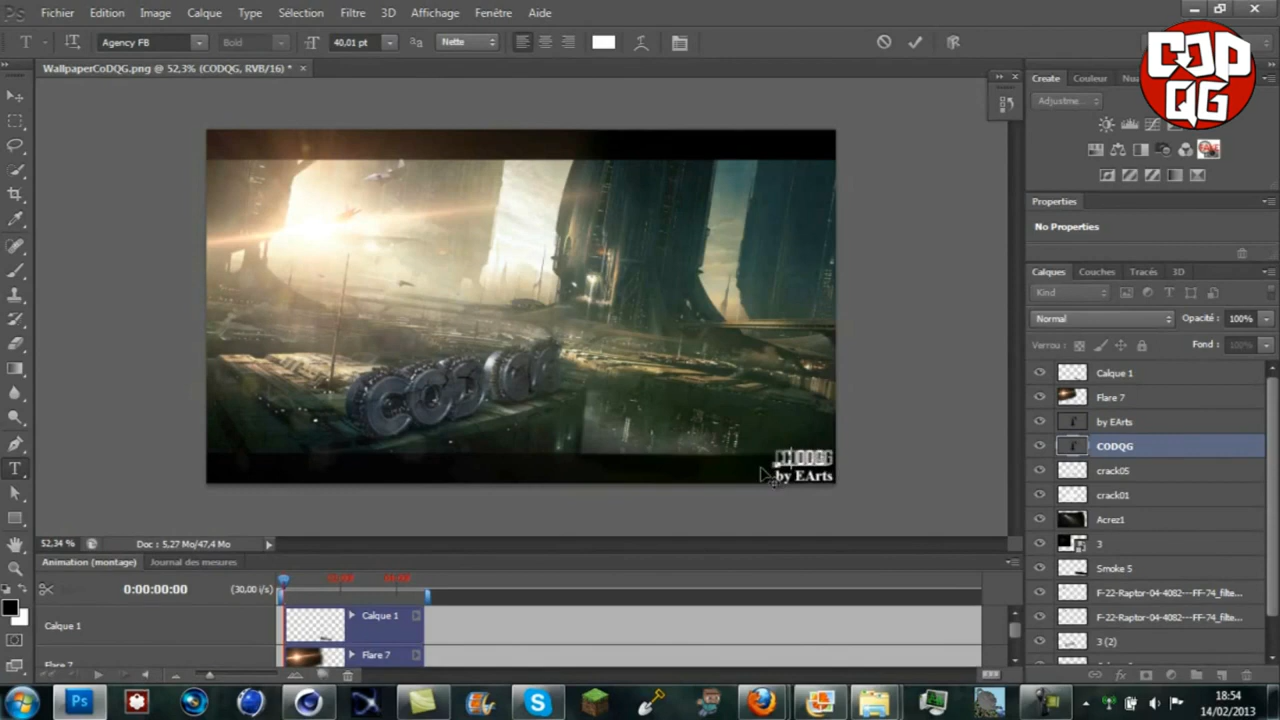 Ps Fichier Edition Image Calque Type Sélection Filtre 3D Affichage Fenêtre Aide
T Agency FB Bold 40,01 pt aa Nette
WallpaperCoDQG.png @ 52,3% (CODQG, RVB/16) * ×
CODQG
by EArts
52,34 % Doc : 5,27 Mo/47,4 Mo
Animation (montage) Journal des mesures
0:00:00:00 (30,00 i/s)
Calque 1 Calque 1
Flare 7 Flare 7
COD
QG
Create Couleur
Adjustme...
Properties
No Properties
Calques Couches Tracés 3D
Kind
Normal Opacité : 100%
Verrou : Fond : 100%
Calque 1
Flare 7
by EArts
CODQG
crack05
crack01
Acrez1
3
Smoke 5
F-22-Raptor-04-4082---FF-74_filte...
F-22-Raptor-04-4082---FF-74_filte...
3 (2)
Ps
18:54
14/02/2013